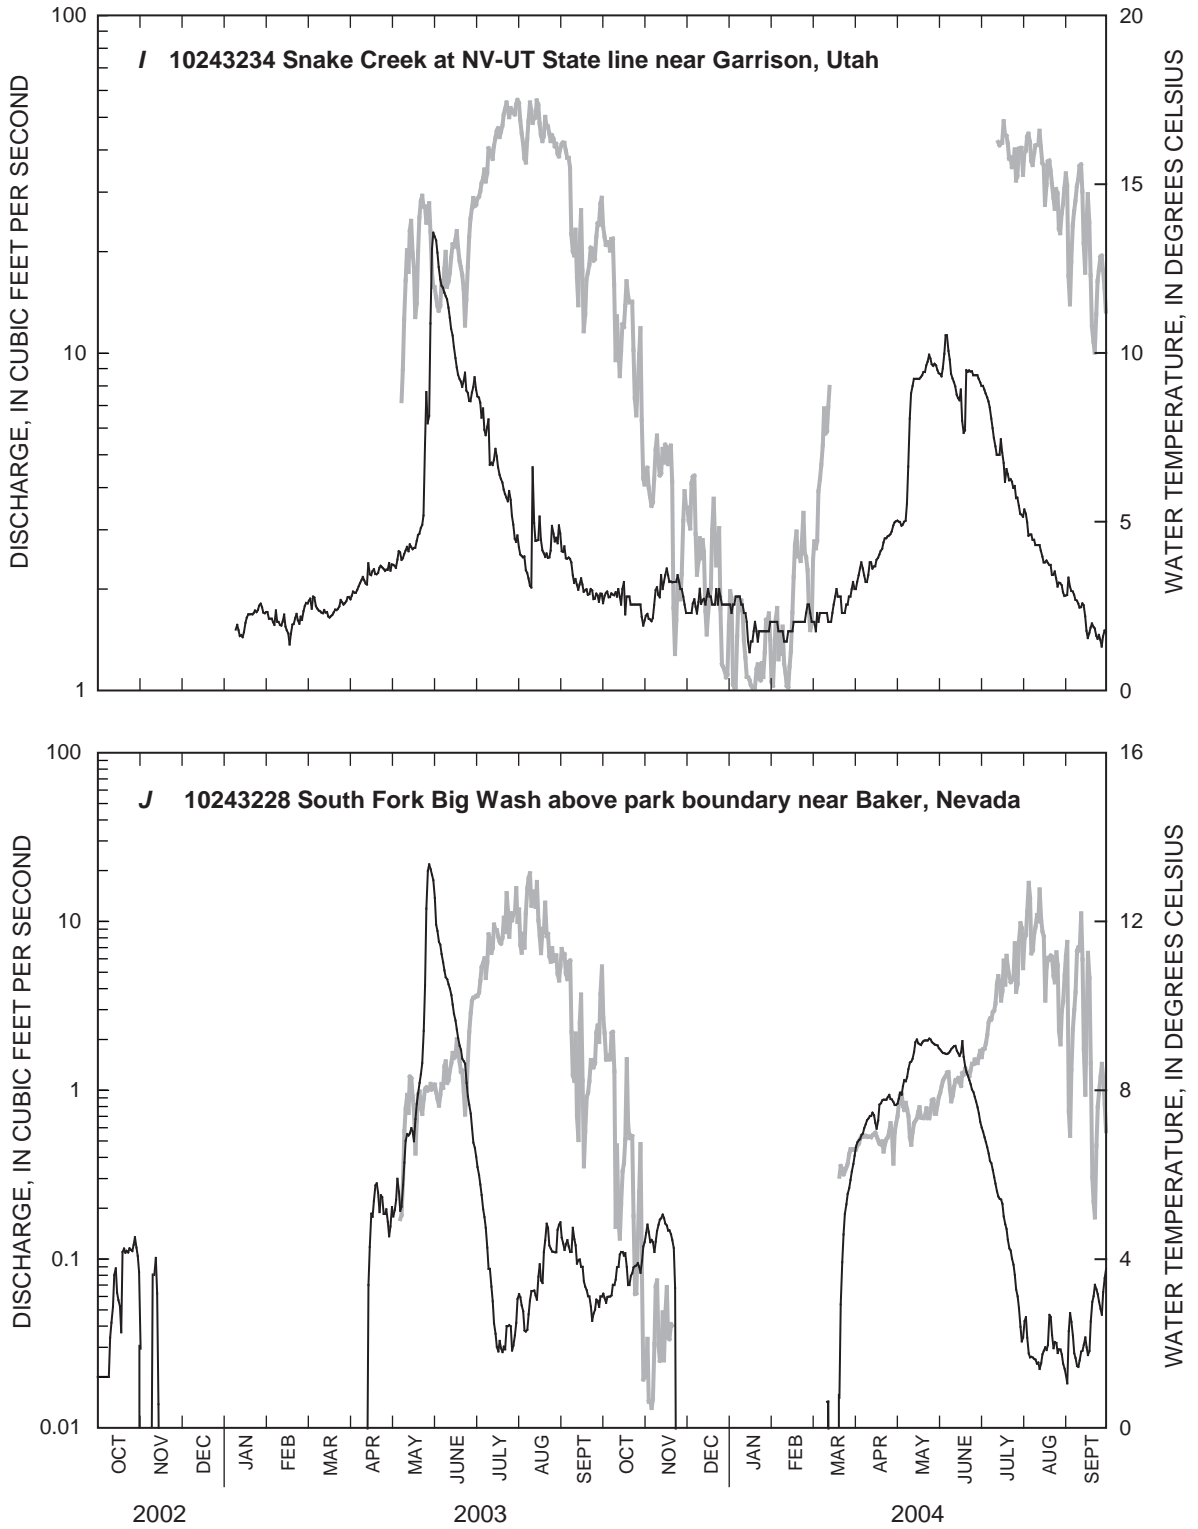 I 10243234 Snake Creek at NV-UT State line near Garrison, Utah
DISCHARGE, IN CUBIC FEET PER SECOND
100
10
1
WATER TEMPERATURE, IN DEGREES CELSIUS
20
15
10
5
0
J 10243228 South Fork Big Wash above park boundary near Baker, Nevada
DISCHARGE, IN CUBIC FEET PER SECOND
100
10
1
0.1
0.01
WATER TEMPERATURE, IN DEGREES CELSIUS
16
12
8
4
0
OCT NOV DEC JAN FEB MAR APR MAY JUNE JULY AUG SEPT OCT NOV DEC JAN FEB MAR APR MAY JUNE JULY AUG SEPT
2002 2003 2004